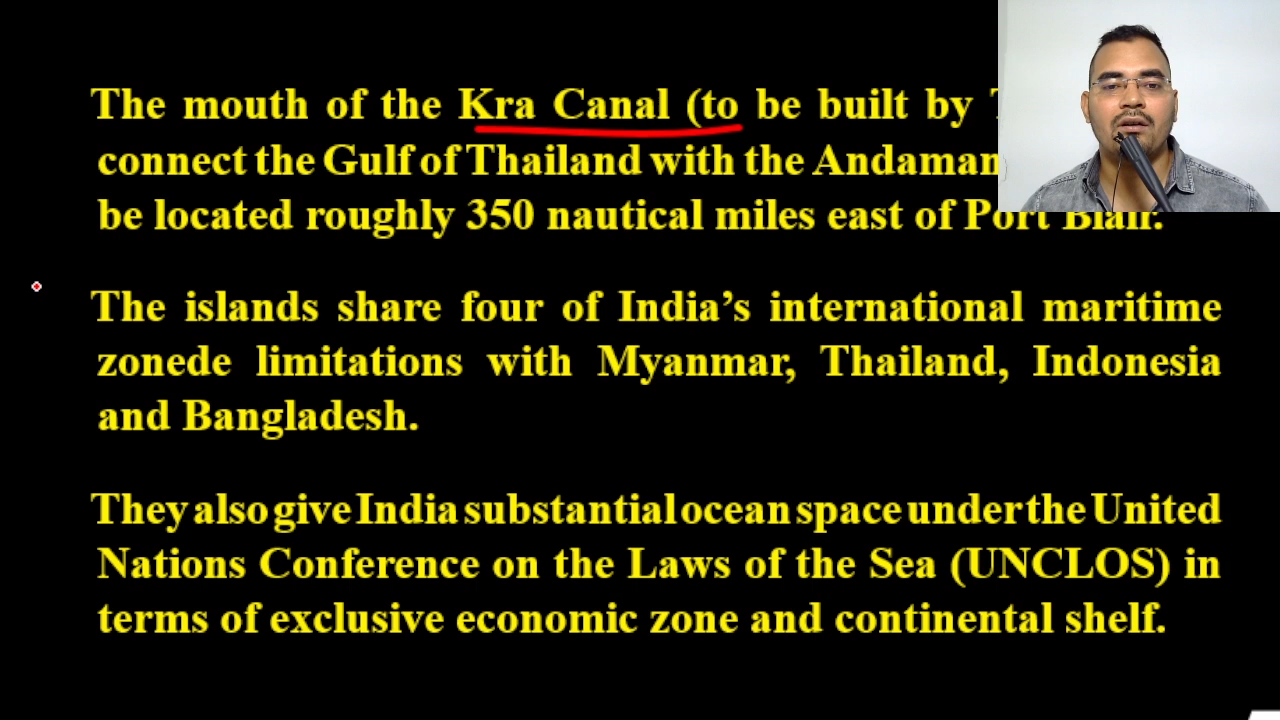 The mouth of the Kra Canal (to be built by
connect the Gulf of Thailand with the Andaman
be located roughly 350 nautical miles east of Port Blair.
The islands share four of India’s international maritime
zonede limitations with Myanmar, Thailand, Indonesia
and Bangladesh.
They also give India substantial ocean space under the United
Nations Conference on the Laws of the Sea (UNCLOS) in
terms of exclusive economic zone and continental shelf.